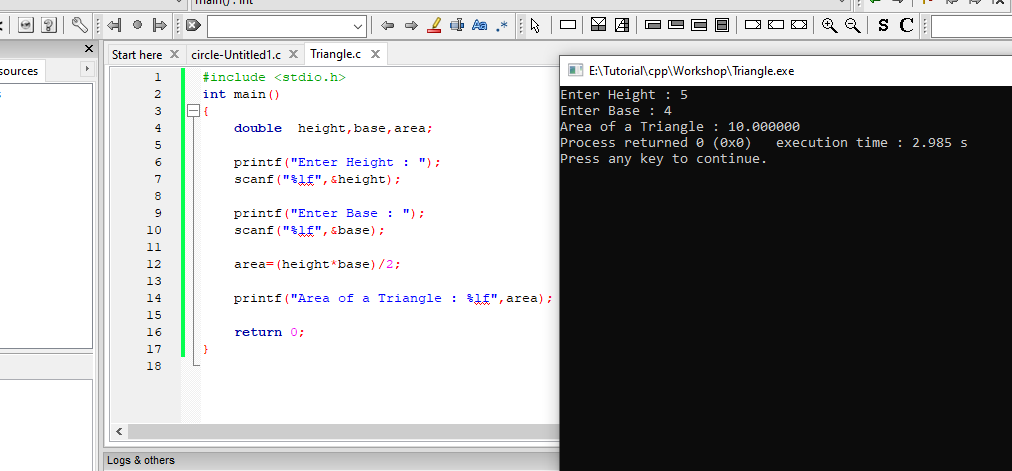 main() : int
S C
sources
Start here X circle-Untitled1.c X Triangle.c X
1 #include <stdio.h>
2 int main()
3 {
4 double height,base,area;
5
6 printf("Enter Height : ");
7 scanf("%lf",&height);
8
9 printf("Enter Base : ");
10 scanf("%lf",&base);
11
12 area=(height*base)/2;
13
14 printf("Area of a Triangle : %lf",area);
15
16 return 0;
17 }
18
Logs & others
E:\Tutorial\cpp\Workshop\Triangle.exe
Enter Height : 5
Enter Base : 4
Area of a Triangle : 10.000000
Process returned 0 (0x0) execution time : 2.985 s
Press any key to continue.